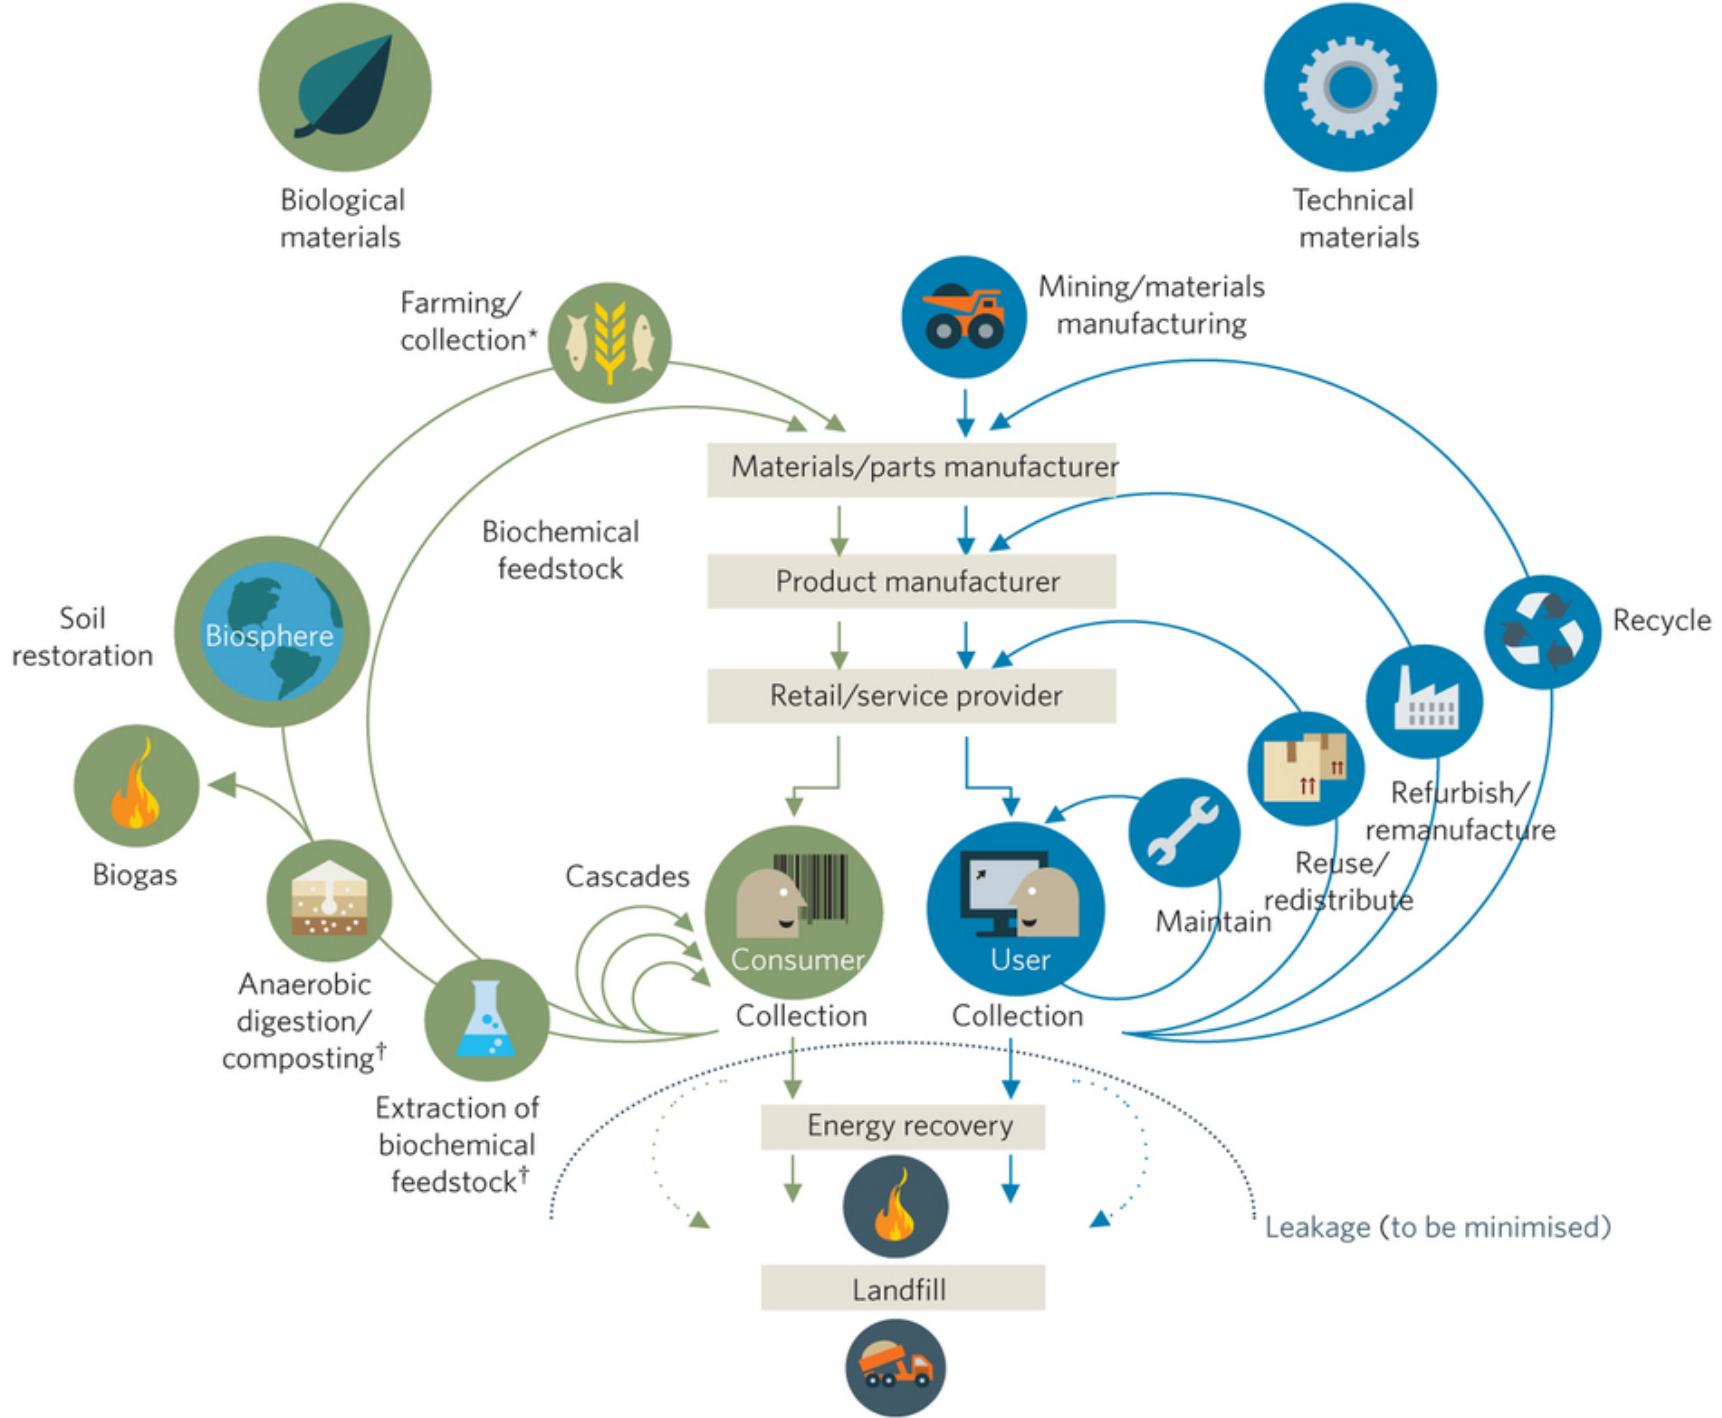 Biological
materials
Technical
materials
Farming/
collection*
Mining/materials
manufacturing
Materials/parts manufacturer
Biochemical
feedstock
Product manufacturer
Soil
restoration
Biosphere
Recycle
Retail/service provider
Refurbish/
remanufacture
Biogas
Cascades
Reuse/
redistribute
Maintain
Consumer
User
Anaerobic
digestion/
composting†
Collection
Collection
Extraction of
biochemical
feedstock†
Energy recovery
Leakage (to be minimised)
Landfill